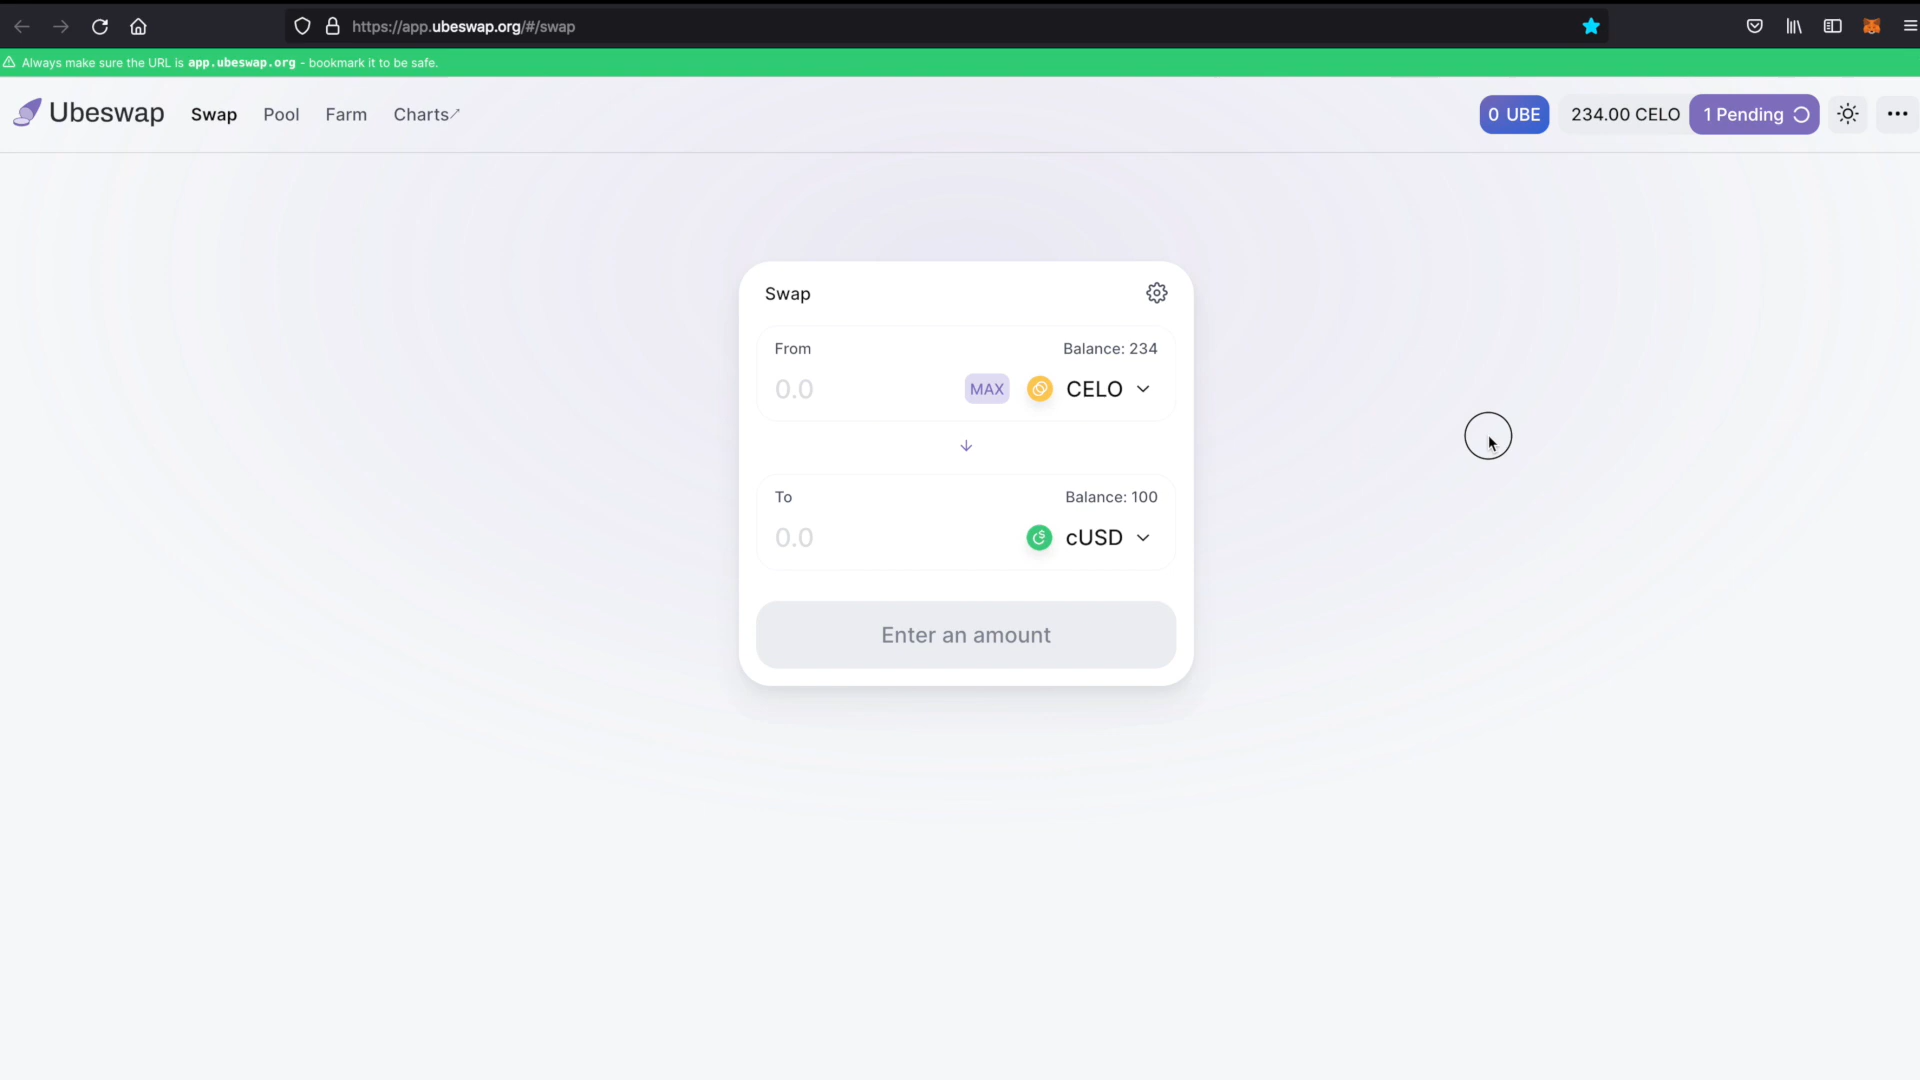 https://app.ubeswap.org/#/swap
Always make sure the URL is app.ubeswap.org - bookmark it to be safe.
Ubeswap Swap Pool Farm Charts↗ 0 UBE 234.00 CELO 1 Pending
Swap
From Balance: 234
0.0 MAX CELO
To Balance: 100
0.0 cUSD
Enter an amount